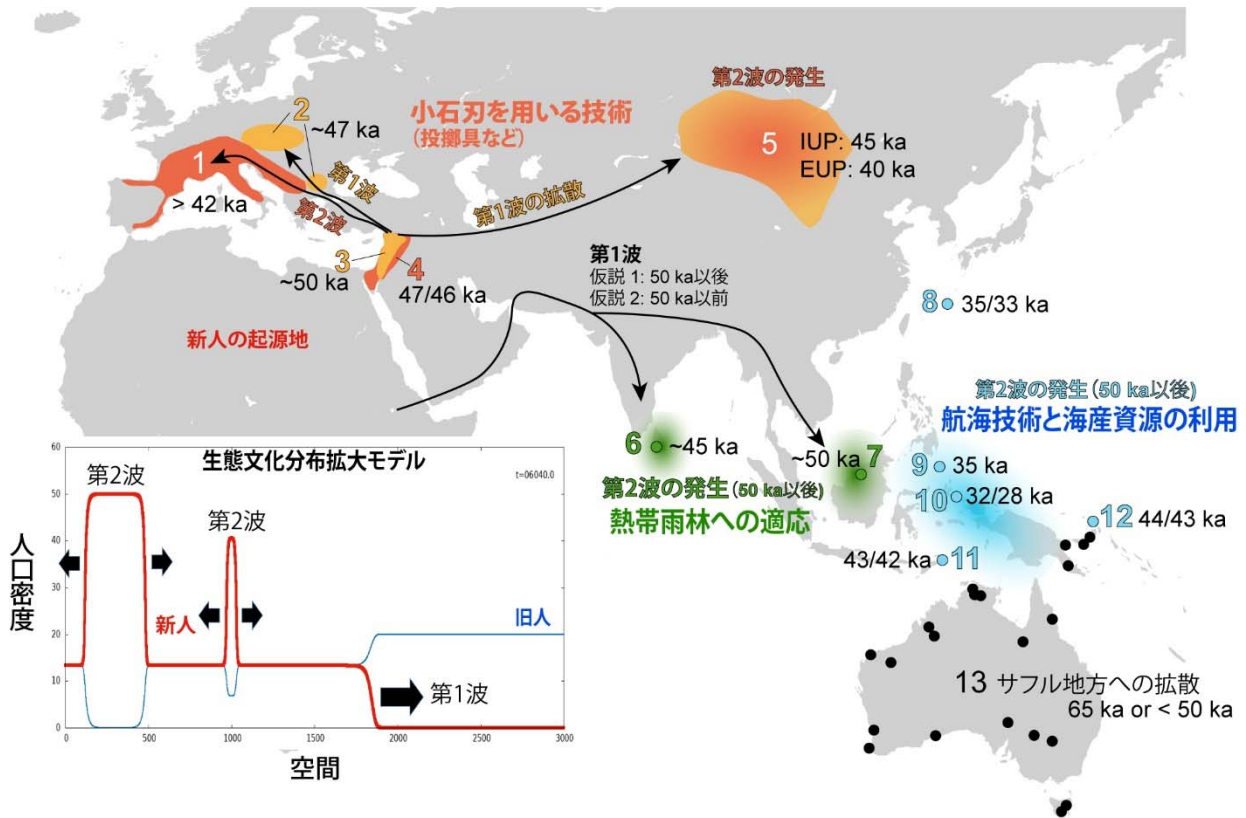 第2波の発生
小石刃を用いる技術
(投擲具など)
2
~47 ka
5
IUP: 45 ka
EUP: 40 ka
1
第1波
第1波の拡散
> 42 ka
第2波
3
4
~50 ka
47/46 ka
第1波
仮説 1: 50 ka以後
仮説 2: 50 ka以前
8
35/33 ka
新人の起源地
第2波の発生(50 ka以後)
航海技術と海産資源の利用
6
~45 ka
~50 ka
7
9
35 ka
第2波の発生(50 ka以後)
熱帯雨林への適応
10
32/28 ka
12
44/43 ka
43/42 ka
11
13 サフル地方への拡散
65 ka or < 50 ka
生態文化分布拡大モデル
t=06040.0
第2波
第2波
人口密度
新人
旧人
第1波
60
50
40
30
20
10
0
0
500
1000
1500
2000
2500
3000
空間